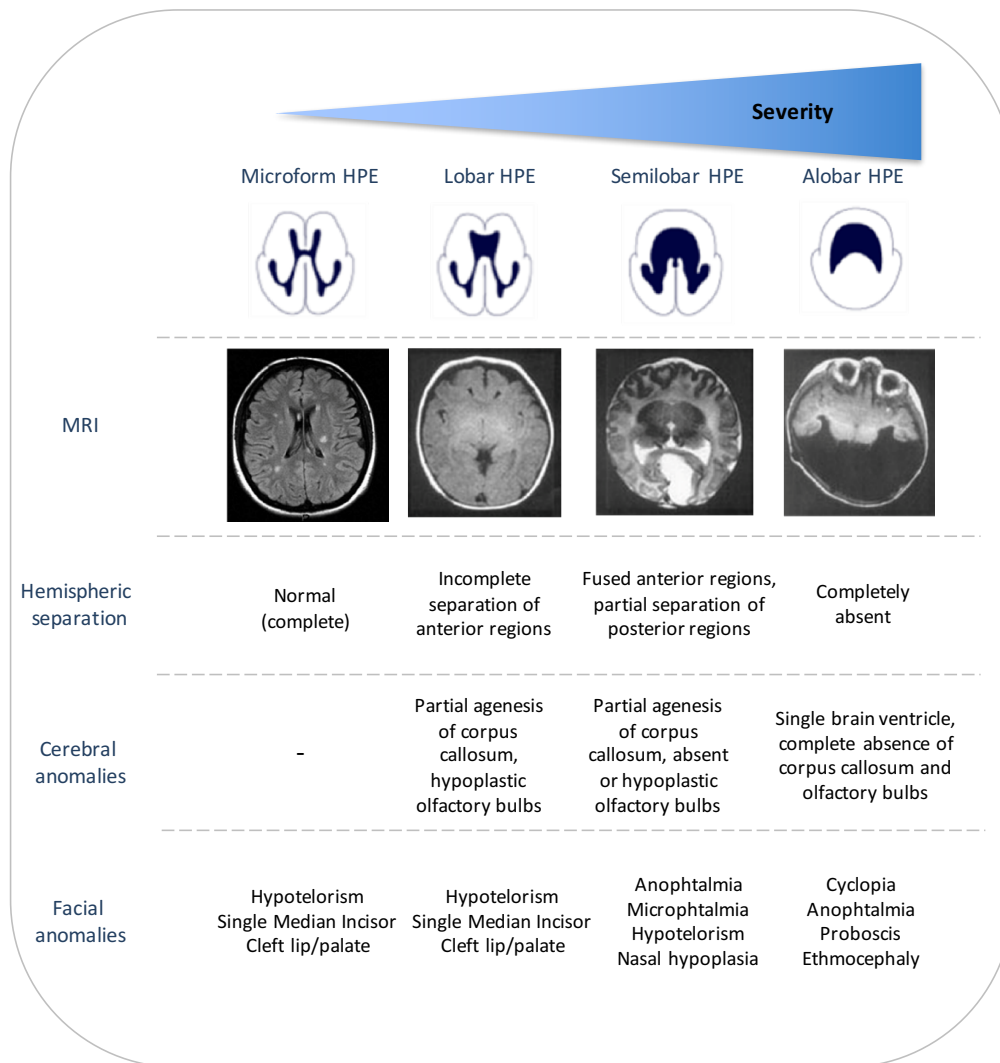 Severity
Microform HPE
Lobar HPE
Semilobar HPE
Alobar HPE
MRI
Hemispheric
separation
Normal
(complete)
Incomplete
separation of
anterior regions
Fused anterior regions,
partial separation of
posterior regions
Completely
absent
Cerebral
anomalies
-
Partial agenesis
of corpus
callosum,
hypoplastic
olfactory bulbs
Partial agenesis
of corpus
callosum, absent
or hypoplastic
olfactory bulbs
Single brain ventricle,
complete absence of
corpus callosum and
olfactory bulbs
Facial
anomalies
Hypotelorism
Single Median Incisor
Cleft lip/palate
Hypotelorism
Single Median Incisor
Cleft lip/palate
Anophtalmia
Microphtalmia
Hypotelorism
Nasal hypoplasia
Cyclopia
Anophtalmia
Proboscis
Ethmocephaly